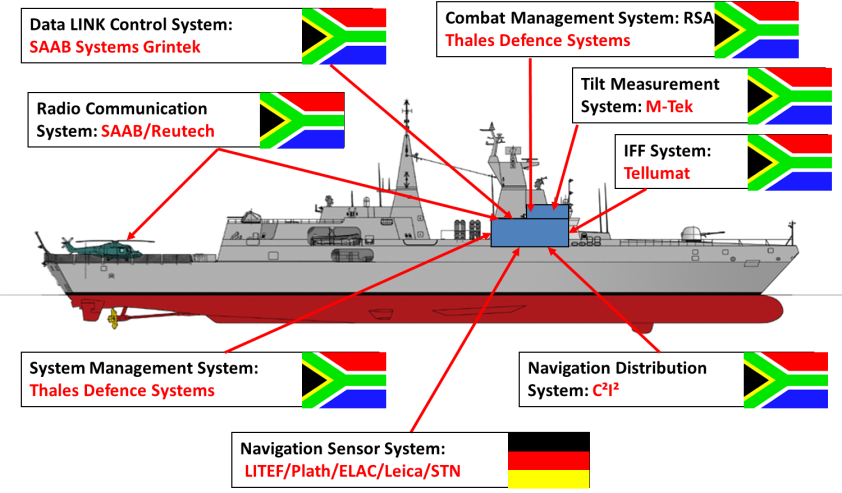 Data LINK Control System:
SAAB Systems Grintek
Combat Management System: RSA
Thales Defence Systems
Tilt Measurement
System: M-Tek
Radio Communication
System: SAAB/Reutech
IFF System:
Tellumat
System Management System:
Thales Defence Systems
Navigation Distribution
System: C²I²
Navigation Sensor System:
LITEF/Plath/ELAC/Leica/STN